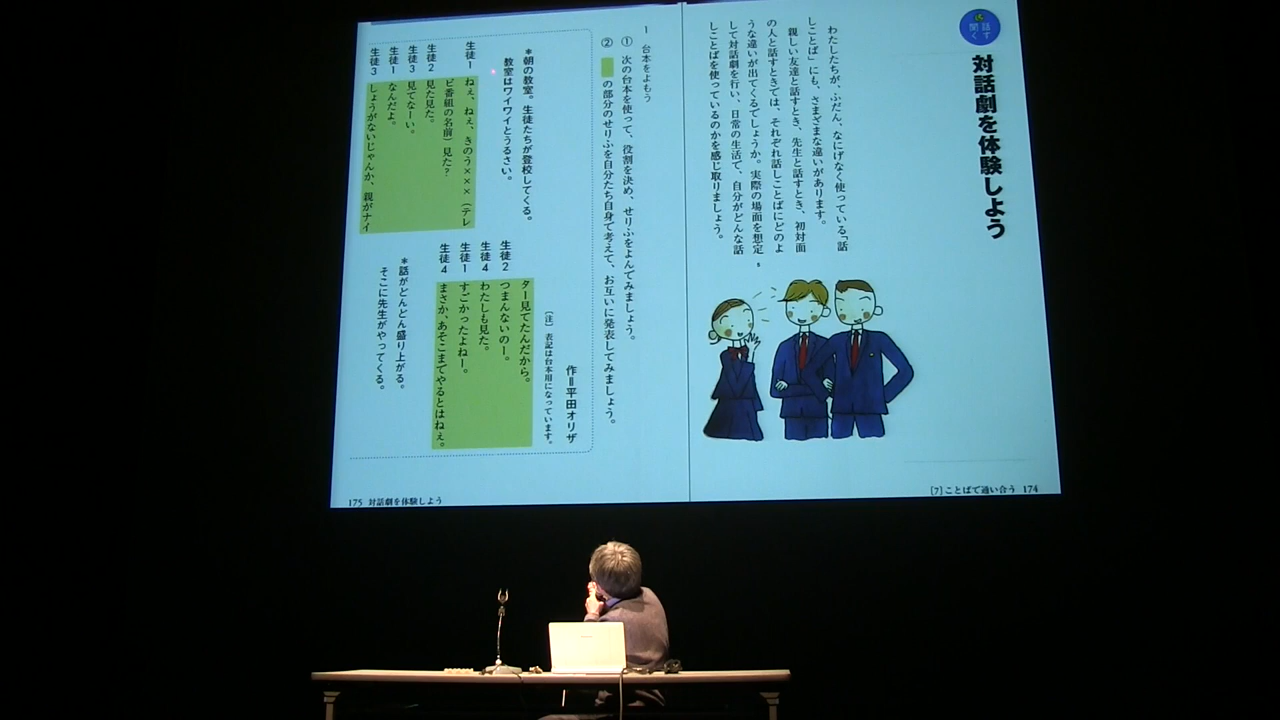 話す
聞く
対話劇を体験しよう
わたしたちが、ふだん、なにげなく使っている「話
しことば」にも、さまざまな違いがあります。
親しい友達と話すとき、先生と話すとき、初対面
の人と話すときでは、それぞれ話しことばにどのよ
うな違いが出てくるでしょうか。実際の場面を想定
して対話劇を行い、日常の生活で、自分がどんな話
しことばを使っているのかを感じ取りましょう。
[7]ことばで通い合う 174
1 台本をよもう
① 次の台本を使って、役割を決め、せりふをよんでみましょう。
② の部分のせりふを自分たち自身で考えて、お互いに発表してみましょう。
作＝平田オリザ
〔注〕 表記は台本用になっています。
*朝の教室。生徒たちが登校してくる。
教室はワイワイとうるさい。
生徒1 ねぇ、ねぇ、きのう×××（テレ
ビ番組の名前）見た?
生徒2 見た見た。
生徒3 見てなーい。
生徒1 なんだよ。
生徒3 しょうがないじゃんか、親がナイ
ター見てたんだから。
生徒2 つまんないのー。
生徒4 わたしも見た。
生徒1 すごかったよねー。
生徒4 まさか、あそこまでやるとはねぇ。
*話がどんどん盛り上がる。
そこに先生がやってくる。
175 対話劇を体験しよう